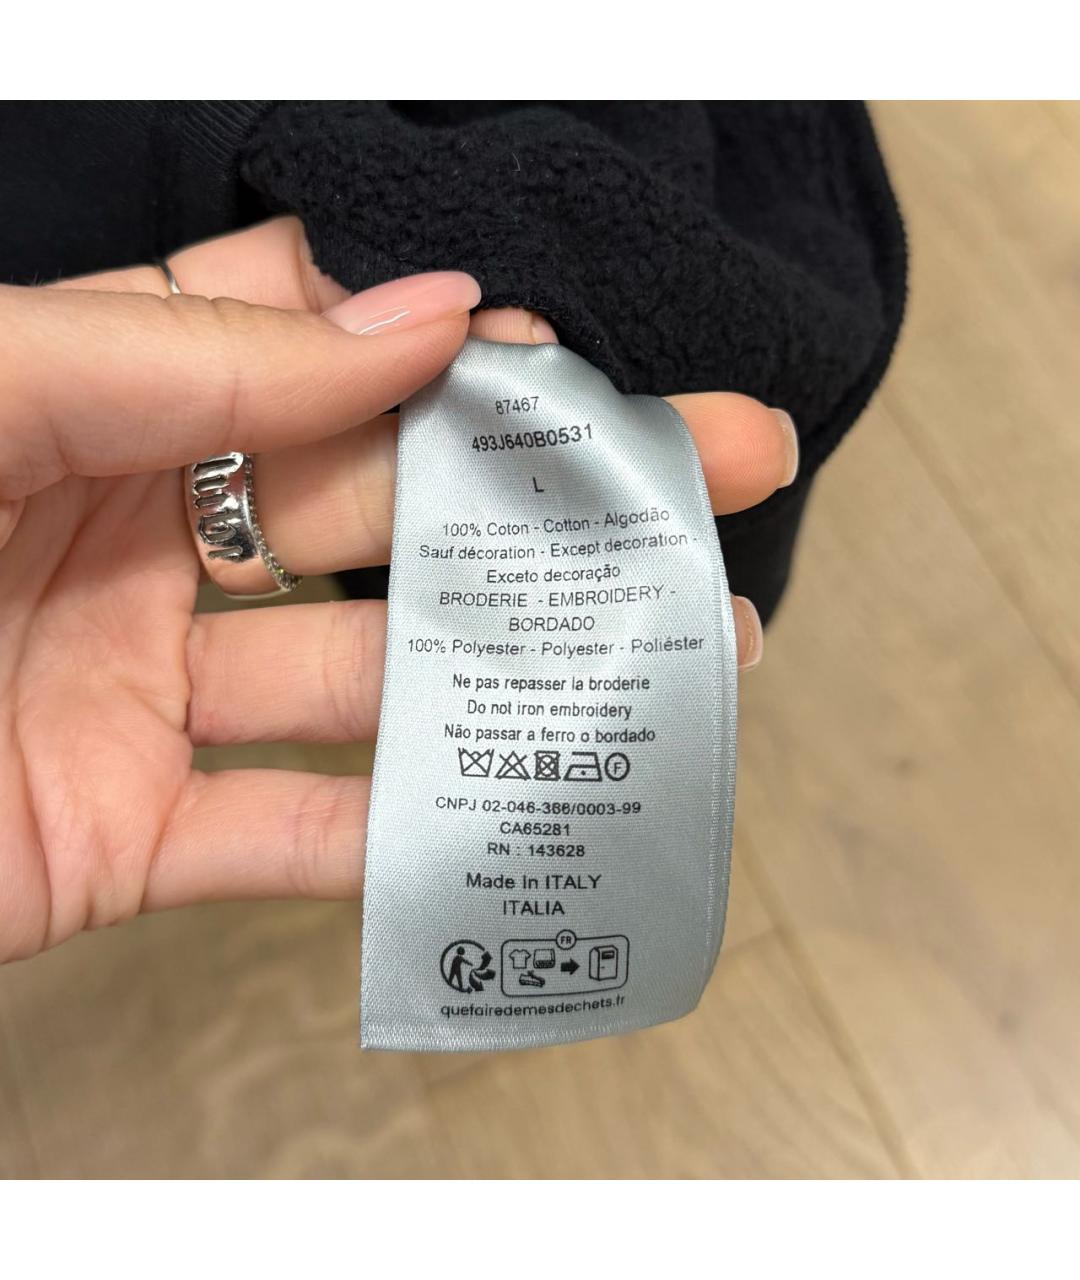 87467
493J640B0531
L
100% Coton - Cotton - Algodão
Sauf décoration - Except decoration -
Exceto decoração
BRODERIE - EMBROIDERY -
BORDADO
100% Polyester - Polyester - Poliéster
Ne pas repasser la broderie
Do not iron embroidery
Não passar a ferro o bordado
F
CNPJ 02-046-366/0003-99
CA65281
RN : 143628
Made In ITALY
ITALIA
FR
quefairedemesdechets.fr